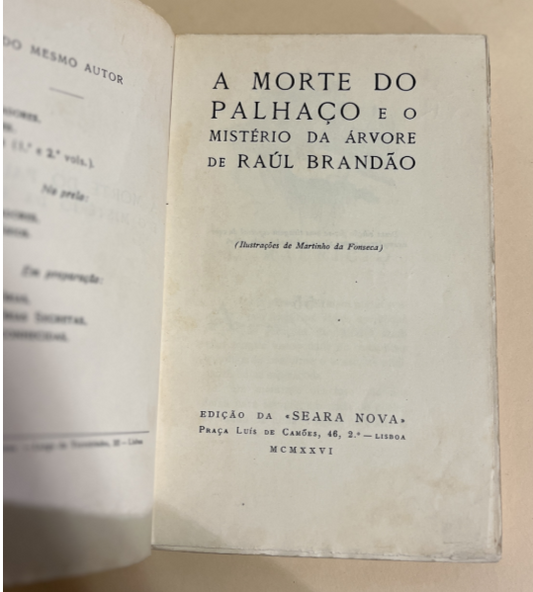 DO MESMO AUTOR
(1.ª e 2.ª vols.).
No prelo:
Em preparação:
SECRETAS.
A MORTE DO
PALHAÇO E O
MISTÉRIO DA ÁRVORE
DE RAÚL BRANDÃO
(Ilustrações de Martinho da Fonseca)
EDIÇÃO DA «SEARA NOVA»
PRAÇA LUÍS DE CAMÕES, 46, 2.º — LISBOA
MCMXXVI